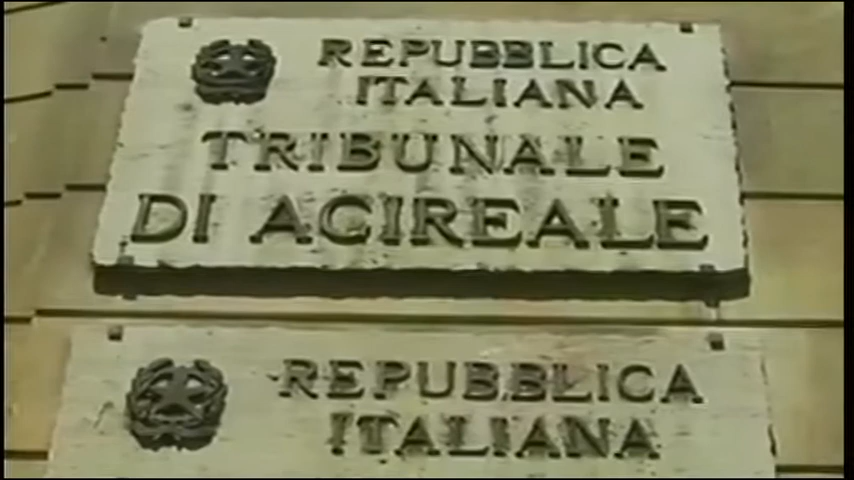 REPUBBLICA
ITALIANA
TRIBUNALE
DI ACIREALE
REPUBBLICA
ITALIANA